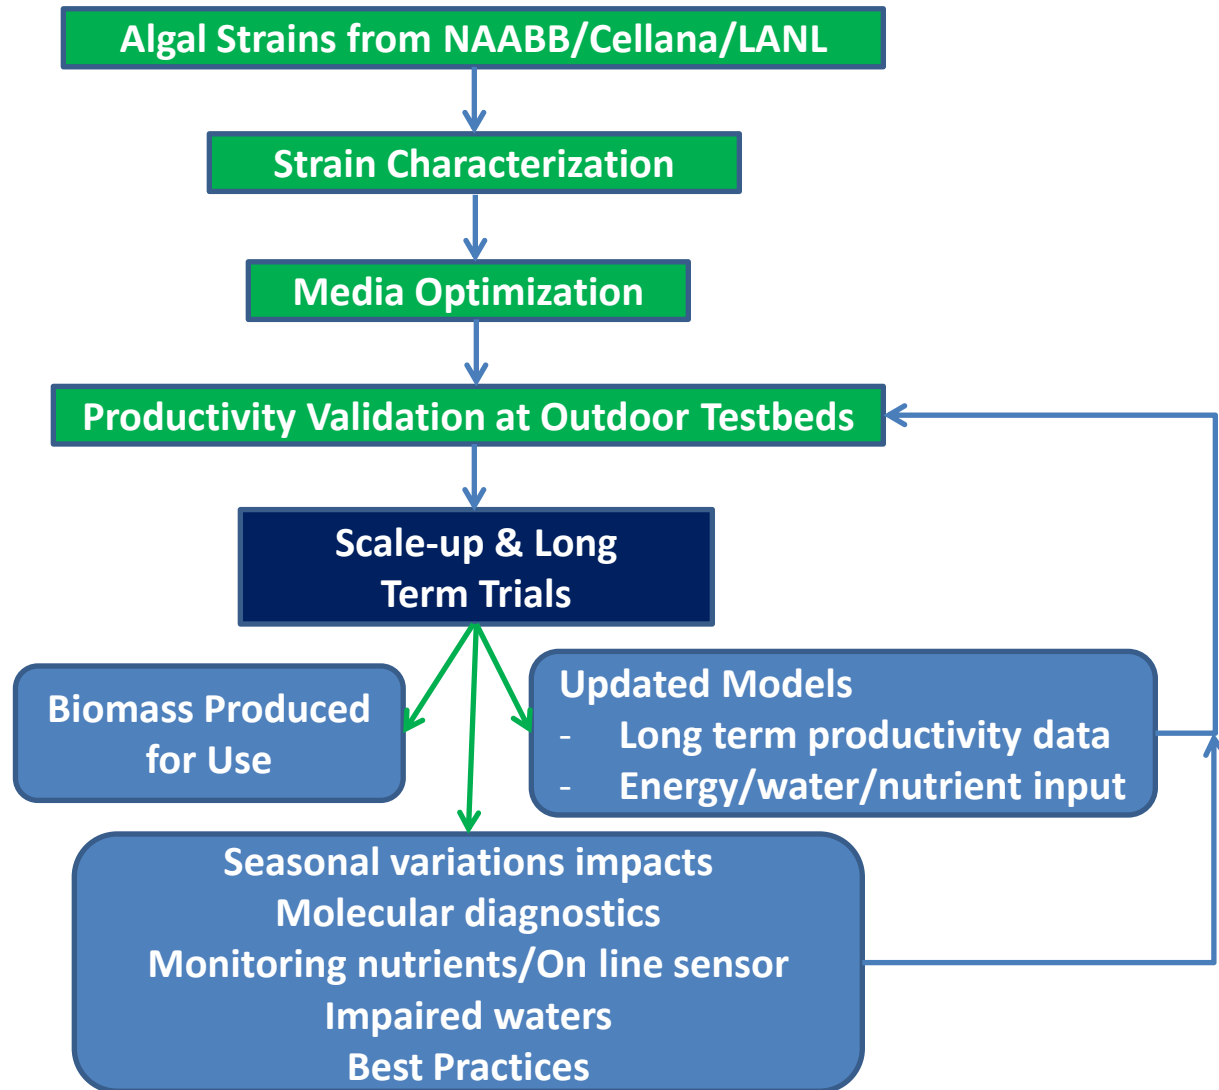 Algal Strains from NAABB/Cellana/LANL
Strain Characterization
Media Optimization
Productivity Validation at Outdoor Testbeds
Scale-up & Long
Term Trials
Biomass Produced
for Use
Updated Models
- Long term productivity data
- Energy/water/nutrient input
Seasonal variations impacts
Molecular diagnostics
Monitoring nutrients/On line sensor
Impaired waters
Best Practices